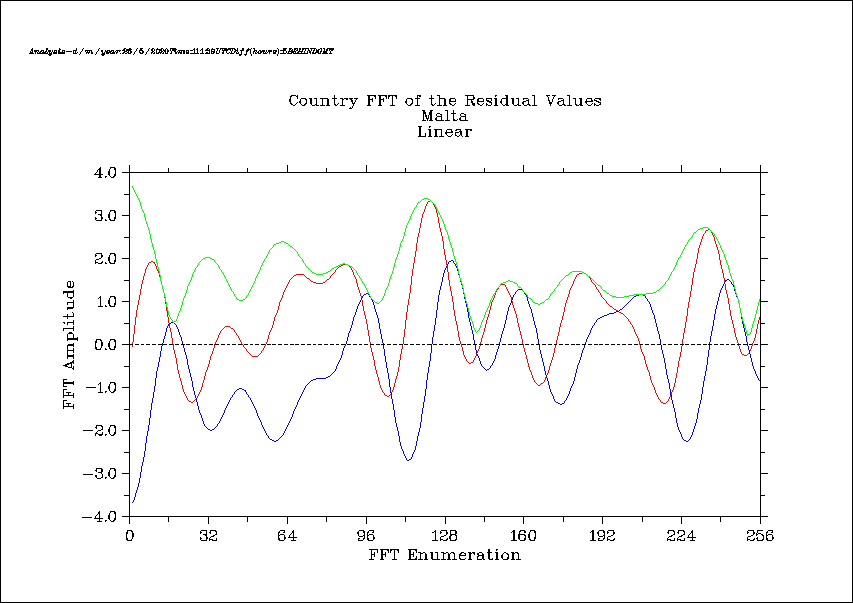 Country FFT of the Residual Values
Malta
Linear
4.0
3.0
2.0
1.0
0.0
−1.0
−2.0
−3.0
−4.0
FFT Amplitude
0 32 64 96 128 160 192 224 256
FFT Enumeration